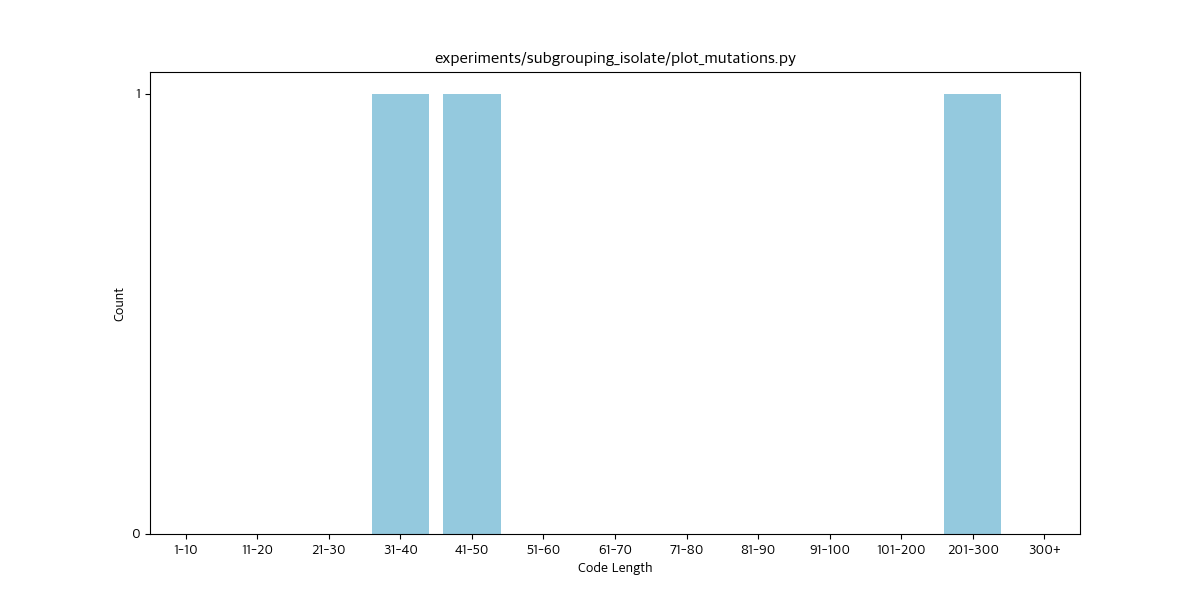 experiments/subgrouping_isolate/plot_mutations.py
1
Count
0
1-10 11-20 21-30 31-40 41-50 51-60 61-70 71-80 81-90 91-100 101-200 201-300 300+
Code Length